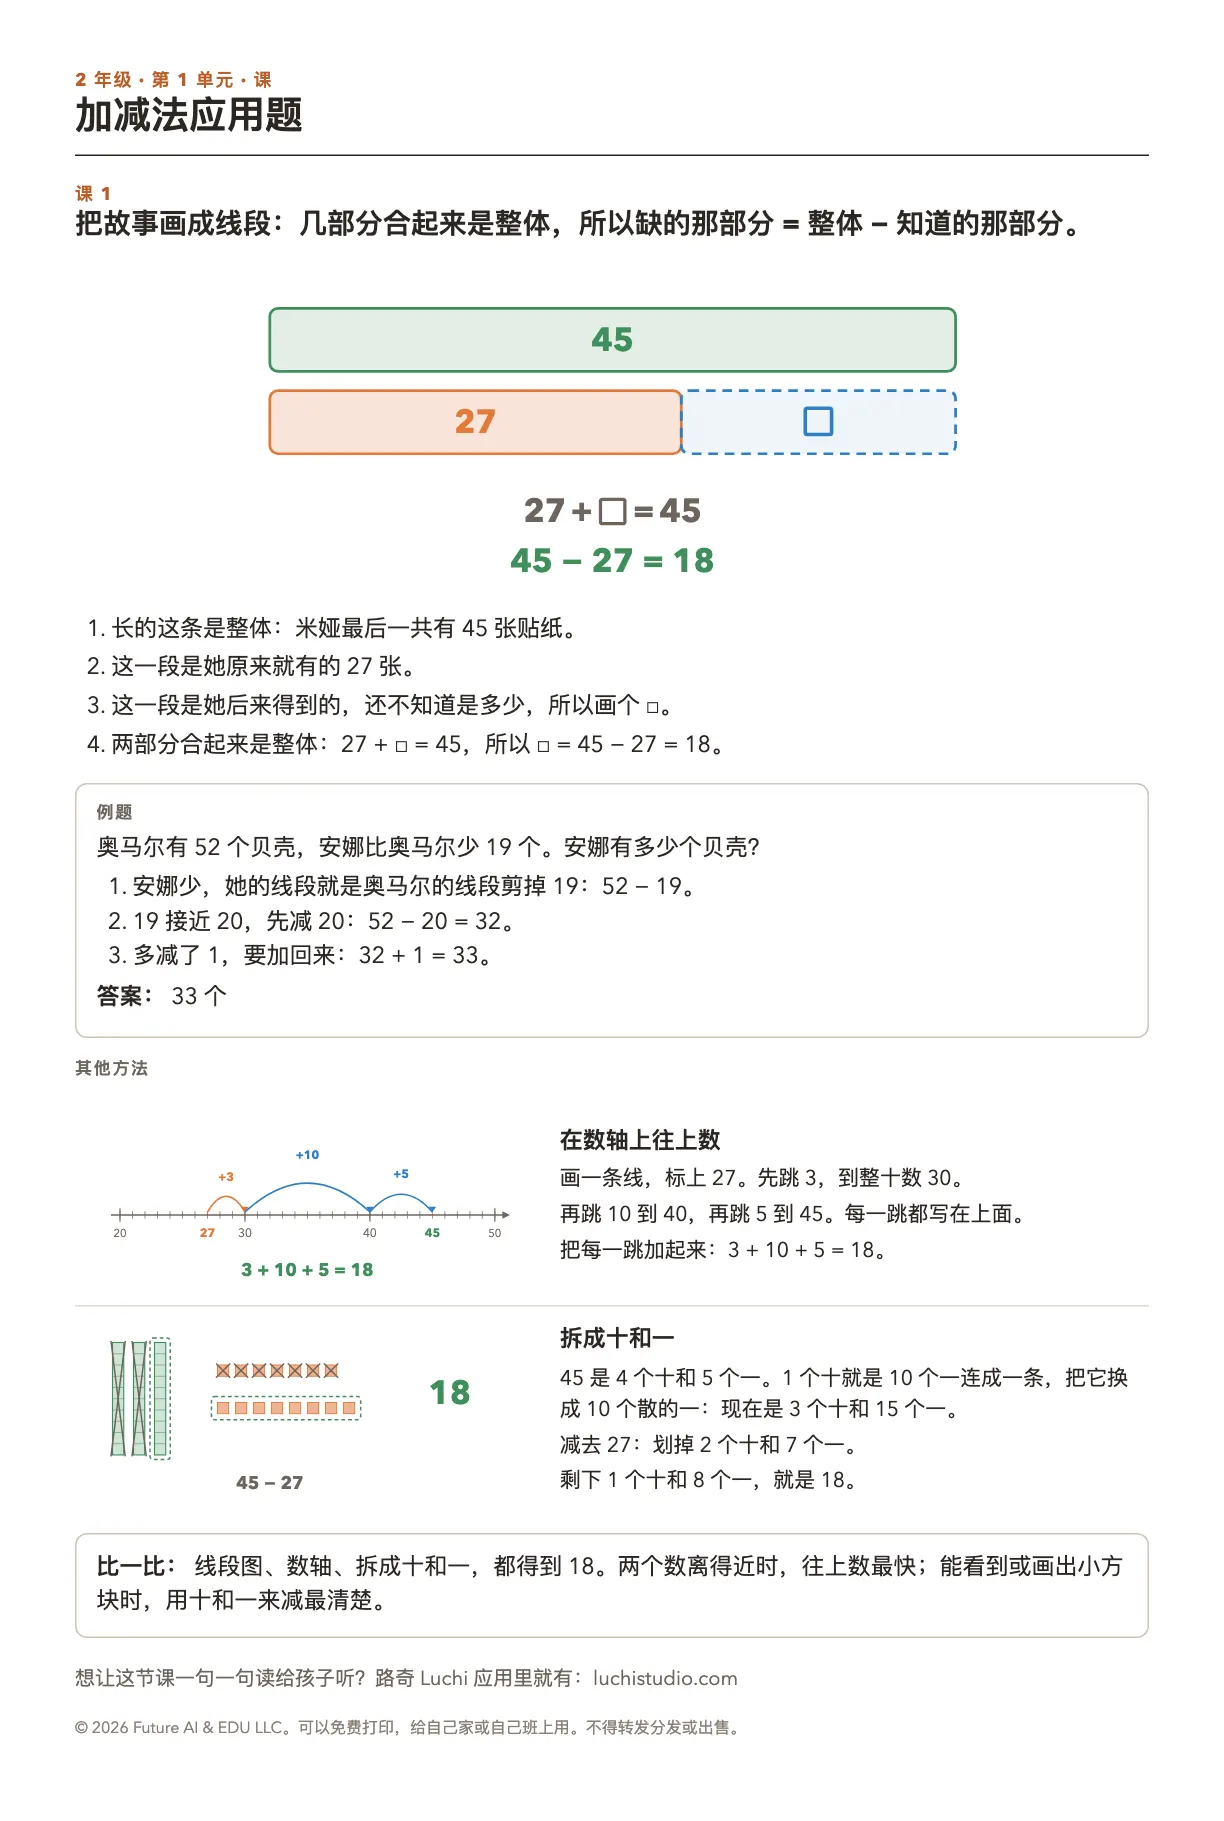 2 年级 · 第 1 单元 · 课
加减法应用题
课 1
把故事画成线段：几部分合起来是整体，所以缺的那部分 = 整体 − 知道的那部分。
45
27 □
27 + □ = 45
45 − 27 = 18
1. 长的这条是整体：米娅最后一共有 45 张贴纸。
2. 这一段是她原来就有的 27 张。
3. 这一段是她后来得到的，还不知道是多少，所以画个 □。
4. 两部分合起来是整体：27 + □ = 45，所以 □ = 45 − 27 = 18。
例题
奥马尔有 52 个贝壳，安娜比奥马尔少 19 个。安娜有多少个贝壳？
1. 安娜少，她的线段就是奥马尔的线段剪掉 19：52 − 19。
2. 19 接近 20，先减 20：52 − 20 = 32。
3. 多减了 1，要加回来：32 + 1 = 33。
答案： 33 个
其他方法
+3 +10 +5
20 27 30 40 45 50
3 + 10 + 5 = 18
在数轴上往上数
画一条线，标上 27。先跳 3，到整十数 30。
再跳 10 到 40，再跳 5 到 45。每一跳都写在上面。
把每一跳加起来：3 + 10 + 5 = 18。
18
45 − 27
拆成十和一
45 是 4 个十和 5 个一。1 个十就是 10 个一连成一条，把它换
成 10 个散的一：现在是 3 个十和 15 个一。
减去 27：划掉 2 个十和 7 个一。
剩下 1 个十和 8 个一，就是 18。
比一比： 线段图、数轴、拆成十和一，都得到 18。两个数离得近时，往上数最快；能看到或画出小方
块时，用十和一来减最清楚。
想让这节课一句一句读给孩子听？路奇 Luchi 应用里就有：luchistudio.com
© 2026 Future AI & EDU LLC。可以免费打印，给自己家或自己班上用。不得转发分发或出售。